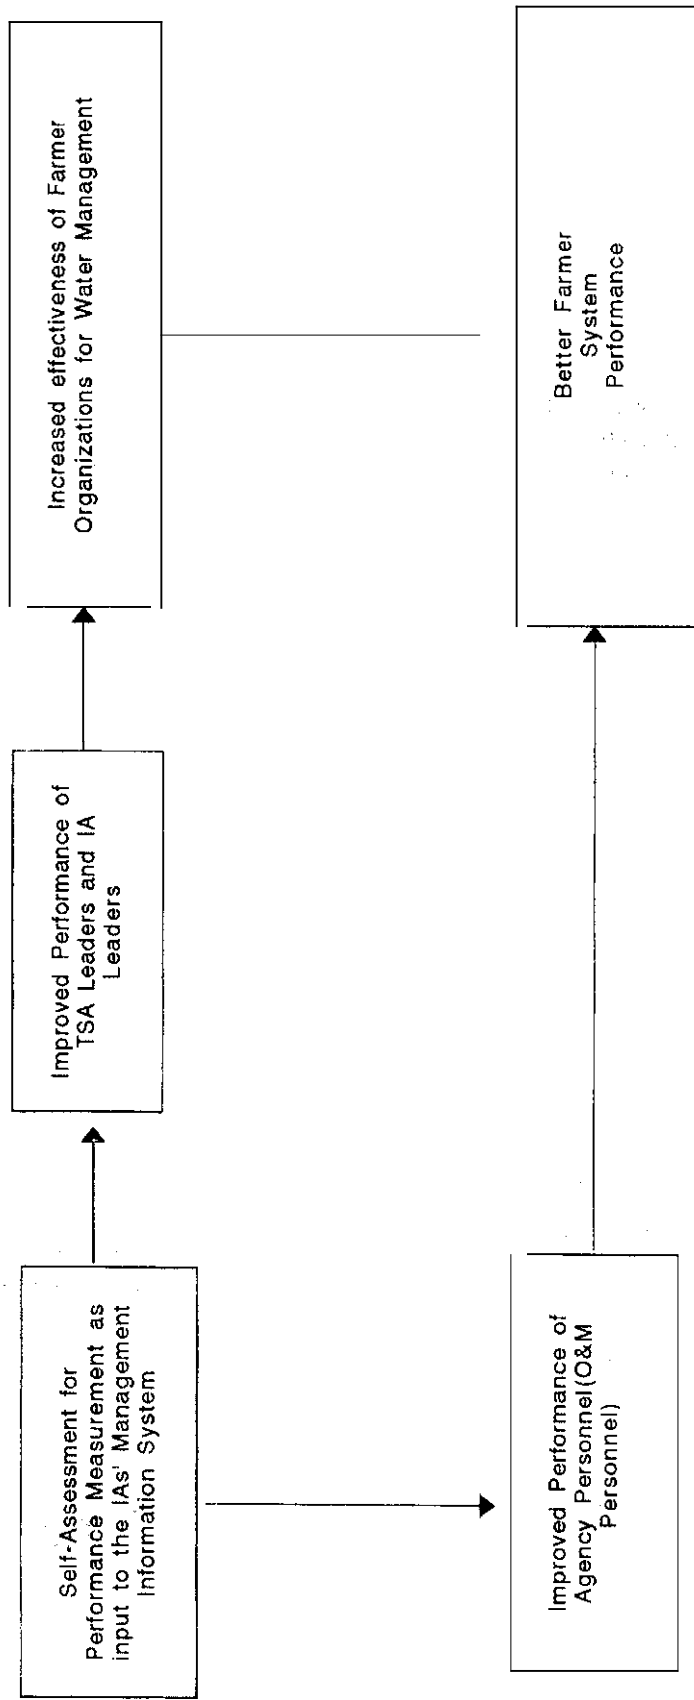 Self-Assessment for
Performance Measurement as
input to the IAs' Management
Information System
Improved Performance of
TSA Leaders and IA
Leaders
Increased effectiveness of Farmer
Organizations for Water Management
Improved Performance of
Agency Personnel(O&M
Personnel)
Better Farmer
System
Performance